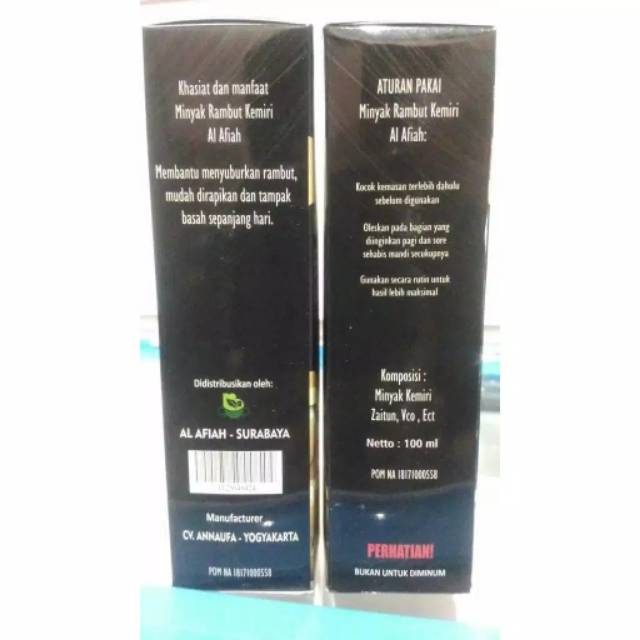 Khasiat dan manfaat
Minyak Rambut Kemiri
Al Afiah
Membantu menyuburkan rambut,
mudah dirapikan dan tampak
basah sepanjang hari.
Didistribusikan oleh:
AL AFIAH - SURABAYA
Manufacturer
CV. ANNAUFA - YOGYAKARTA
POM NA 18171000558
ATURAN PAKAI
Minyak Rambut Kemiri
Al Afiah:
Kocok kemasan terlebih dahulu
sebelum digunakan
Oleskan pada bagian yang
diinginkan pagi dan sore
sehabis mandi secukupnya
Gunakan secara rutin untuk
hasil lebih maksimal
Komposisi :
Minyak Kemiri
Zaitun, Vco , Ect
Netto : 100 ml
POM NA 18171000558
PERHATIAN!
BUKAN UNTUK DIMINUM